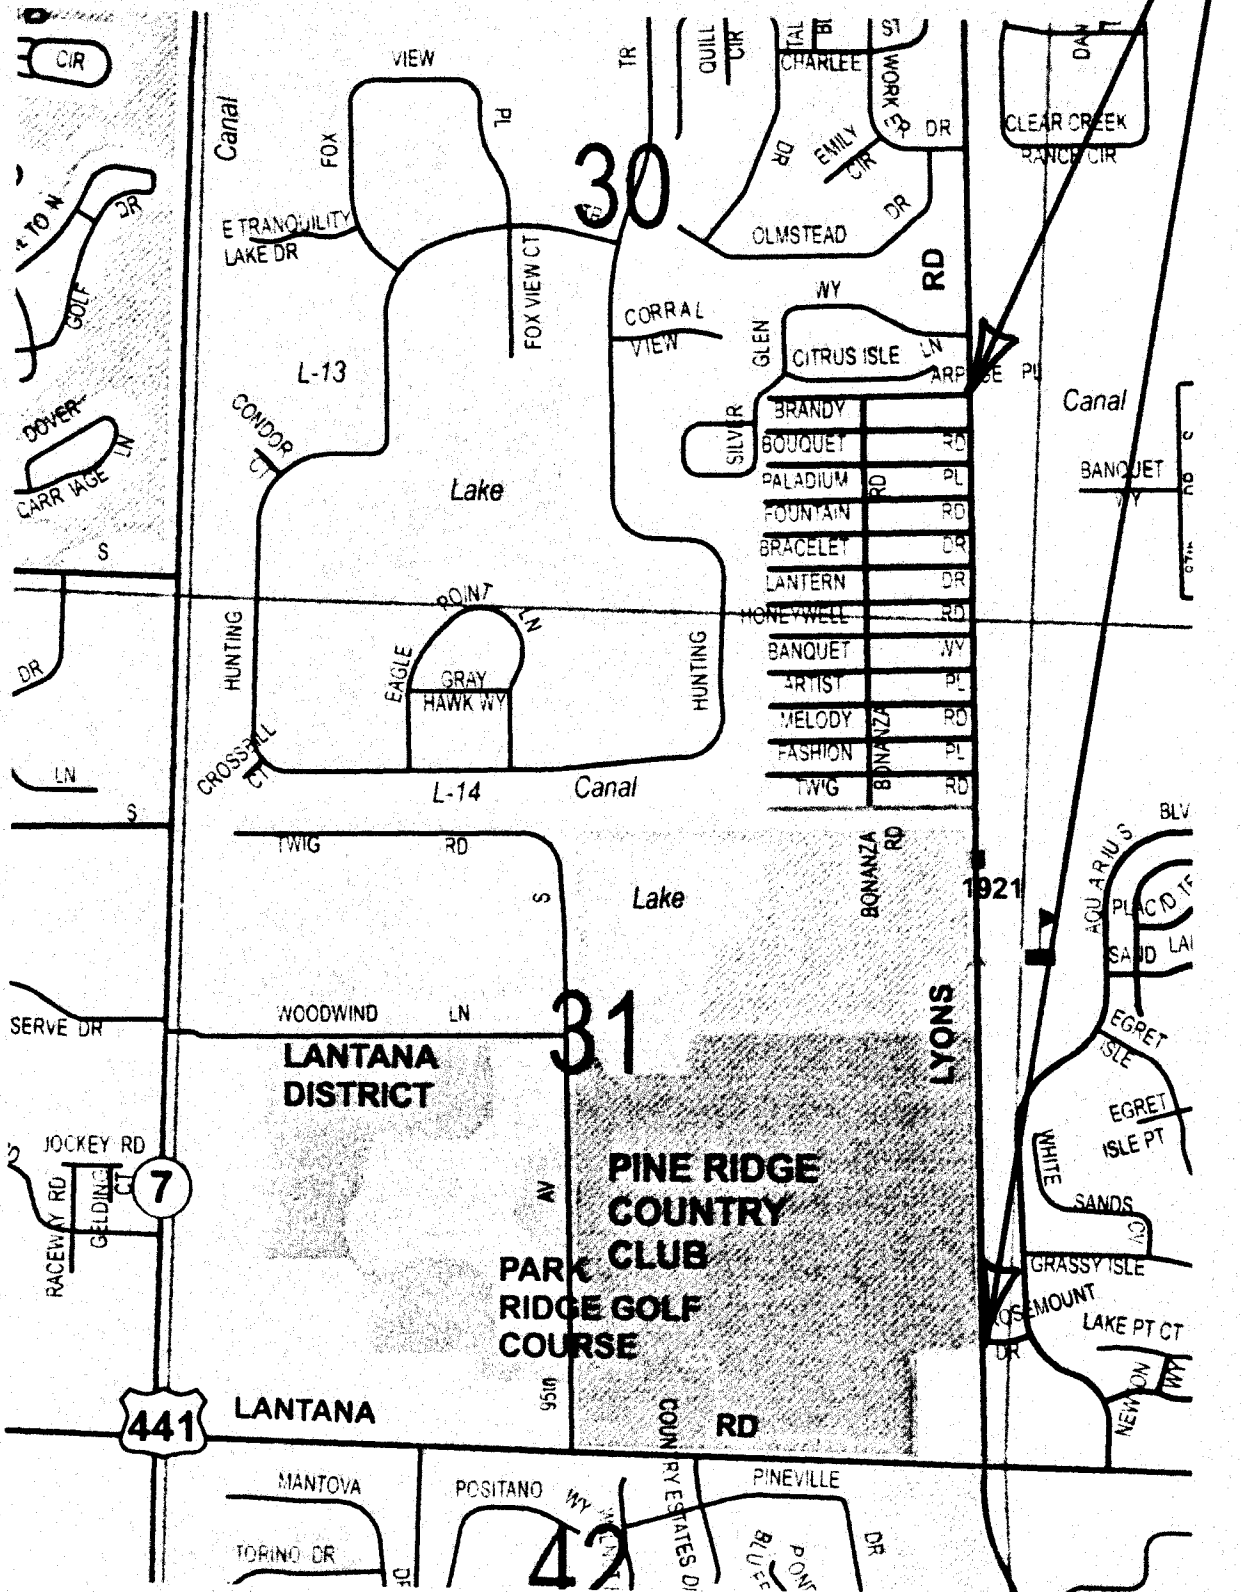 CIR
Canal
VIEW
FOX
PL
TR
QUILL
CIR
CHARLEE
ST
WORKER
DR
EMILY
CIR
DR
DR
OLMSTEAD
CLEAR CREEK
RANCH CIR
DAN
30
E TRANQUILITY
LAKE DR
FOX VIEW CT
RD
DR
GOLF
CORRAL
VIEW
WY
GLEN
CITRUS ISLE
LN
ARPEGE PL
L-13
Canal
DOVER
LN
CARRIAGE
CONDOR
CT
SILVER
BRANDY
BOUQUET RD
PALADIUM RD PL
FOUNTAIN RD
BRACELET DR
LANTERN DR
HONEYWELL RD
BANQUET WY
ARTIST PL
MELODY RD
FASHION PL
TWIG RD
BONANZA
BANQUET
WY
S
Lake
S
POINT
LN
EAGLE
GRAY
HAWK WY
HUNTING
HUNTING
DR
CROSSBILL
CT
LN
L-14
Canal
S
TWIG RD
S
Lake
BONANZA
RD
1921
BLV
AQUARIUS
PLACID
SAND
SERVE DR
WOODWIND LN
31
LYONS
LANTANA
DISTRICT
EGRET
ISLE
EGRET
ISLE PT
JOCKEY RD
RACEWAY RD
GELDING
CT
7
AV
PINE RIDGE
COUNTRY
CLUB
WHITE
SANDS
CV
GRASSY ISLE
PARK
RIDGE GOLF
COURSE
ROSEMOUNT
DR
LAKE PT CT
95th
441
LANTANA
RD
COUNTRY ESTATES
NEWTON
WY
MANTOVA
POSITANO
WY
PINEVILLE
DR
TORINO DR
42